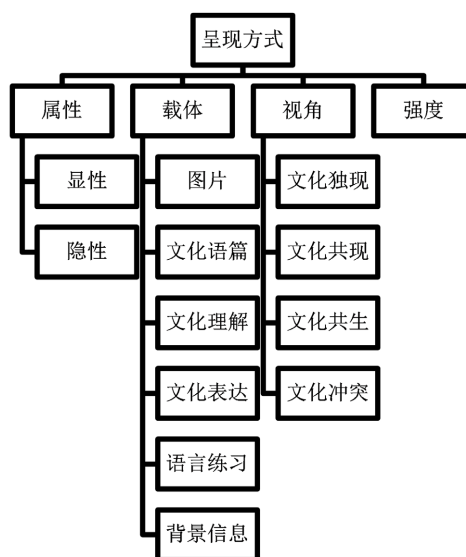 呈现方式
属性
载体
视角
强度
显性
隐性
图片
文化语篇
文化理解
文化表达
语言练习
背景信息
文化独现
文化共现
文化共生
文化冲突